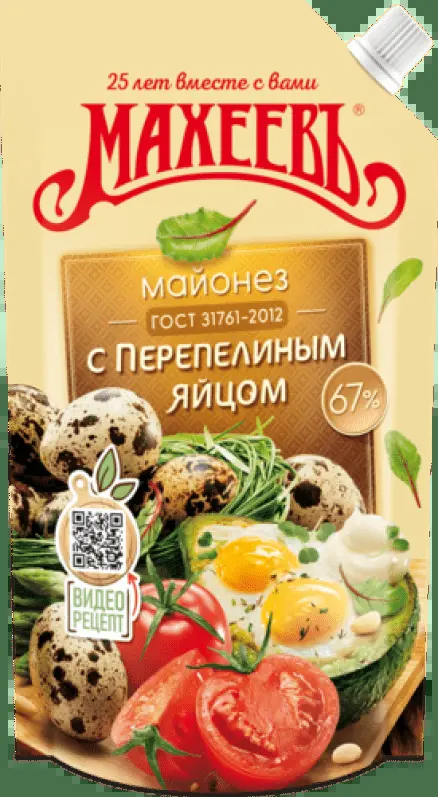 25 лет вместе с вами
МАХЕЕВЪ®
майонез
ГОСТ 31761-2012
с Перепелиным
яйцом
67%
ВИДЕО
РЕЦЕПТ